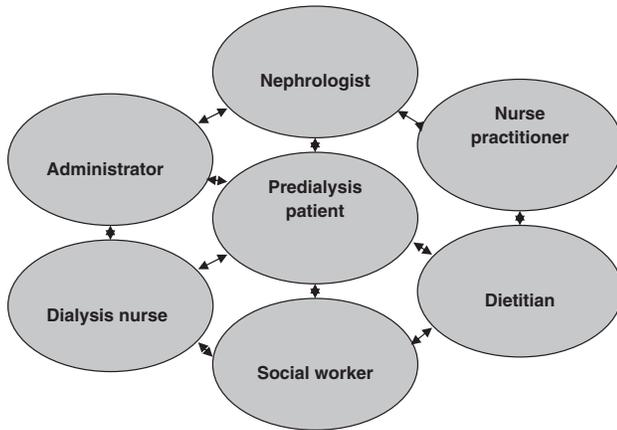 Nephrologist
Nurse
practitioner
Administrator
Predialysis
patient
Dialysis nurse
Dietitian
Social worker